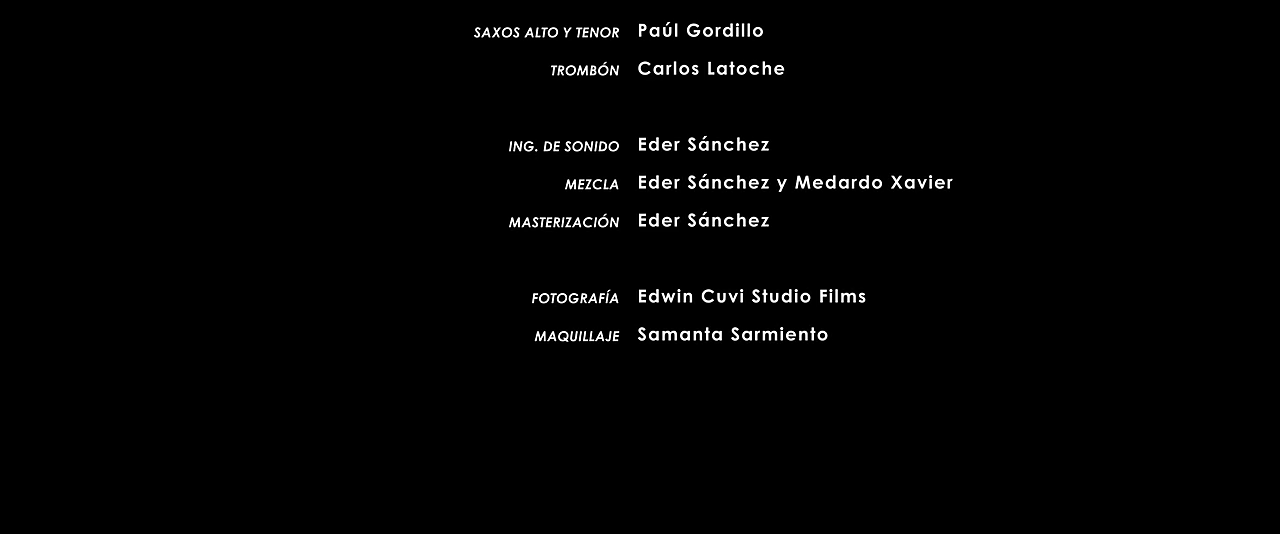 SAXOS ALTO Y TENOR Paúl Gordillo
TROMBÓN Carlos Latoche
ING. DE SONIDO Eder Sánchez
MEZCLA Eder Sánchez y Medardo Xavier
MASTERIZACIÓN Eder Sánchez
FOTOGRAFÍA Edwin Cuvi Studio Films
MAQUILLAJE Samanta Sarmiento